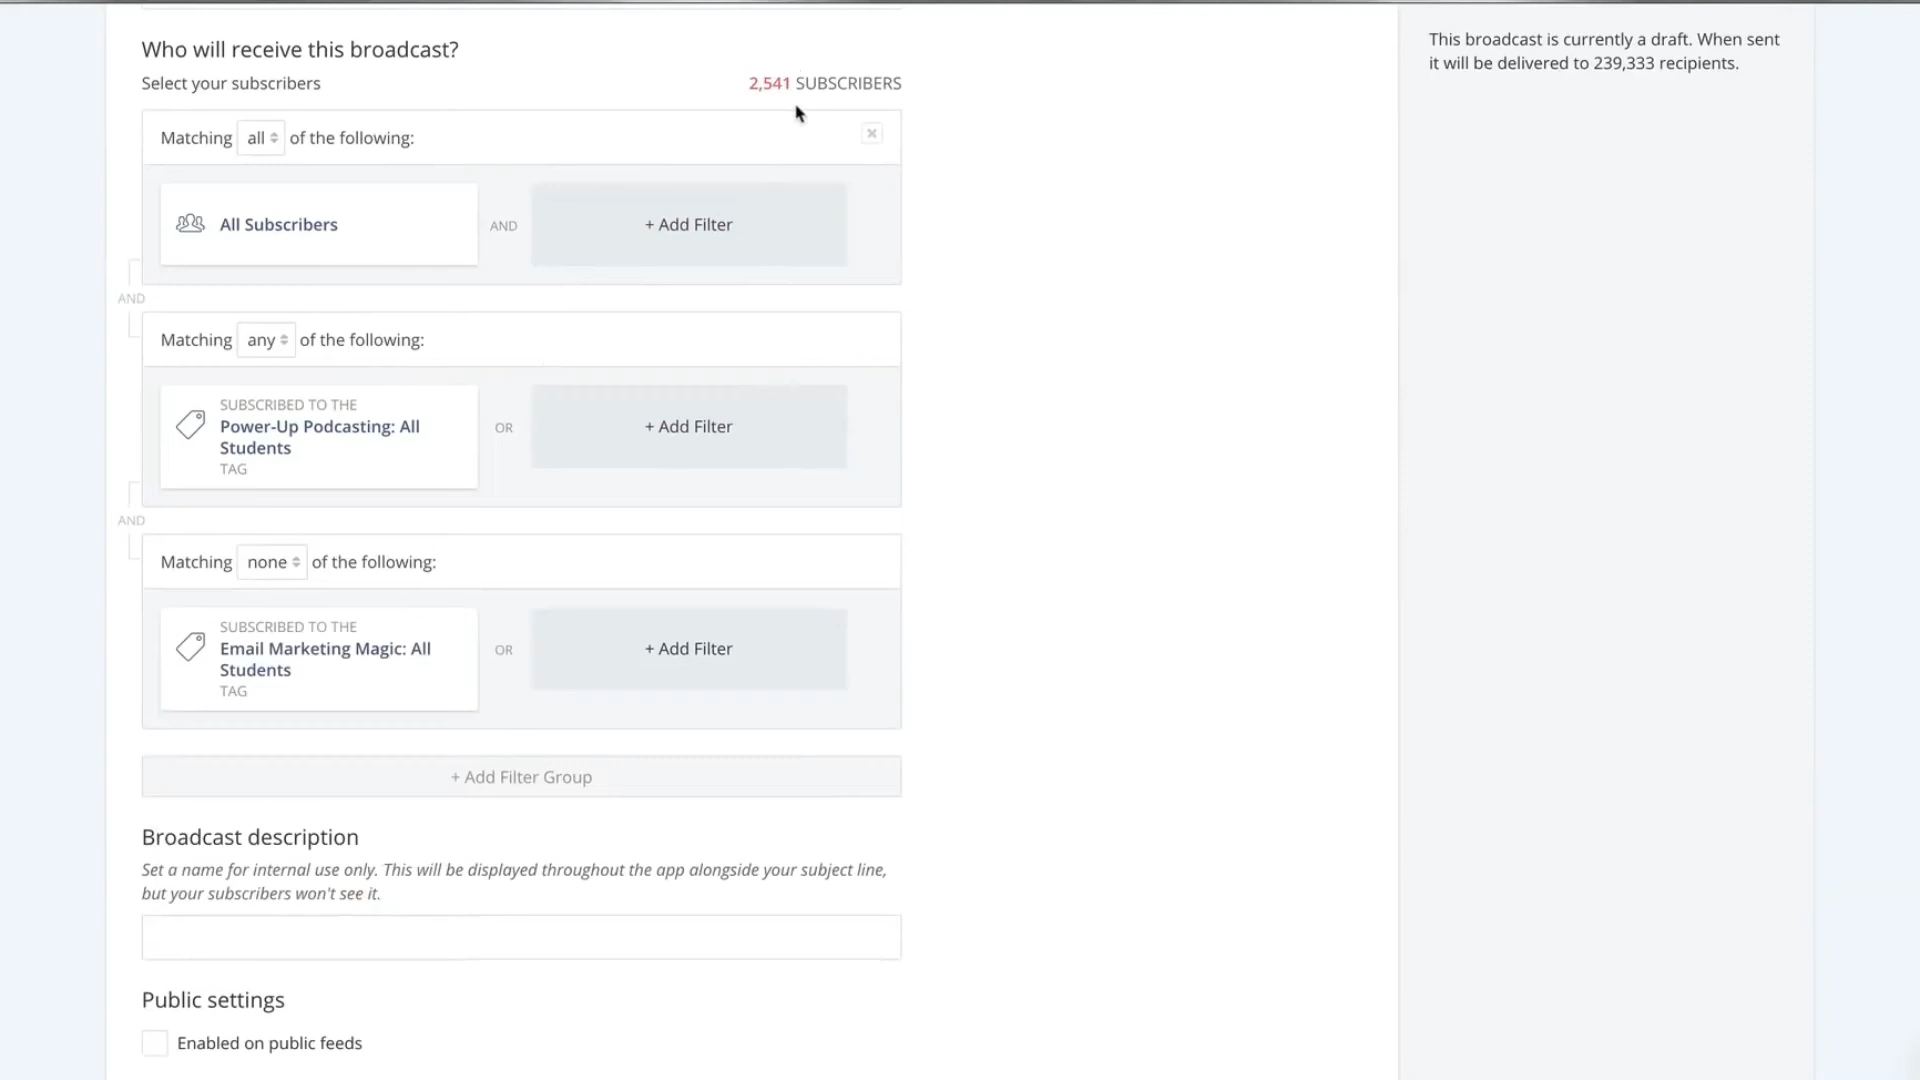 Who will receive this broadcast?
Select your subscribers
2,541 SUBSCRIBERS
Matching all of the following:
All Subscribers
AND
+ Add Filter
AND
Matching any of the following:
SUBSCRIBED TO THE
Power-Up Podcasting: All
Students
TAG
OR
+ Add Filter
AND
Matching none of the following:
SUBSCRIBED TO THE
Email Marketing Magic: All
Students
TAG
OR
+ Add Filter
+ Add Filter Group
Broadcast description
Set a name for internal use only. This will be displayed throughout the app alongside your subject line,
but your subscribers won't see it.
Public settings
Enabled on public feeds
This broadcast is currently a draft. When sent
it will be delivered to 239,333 recipients.